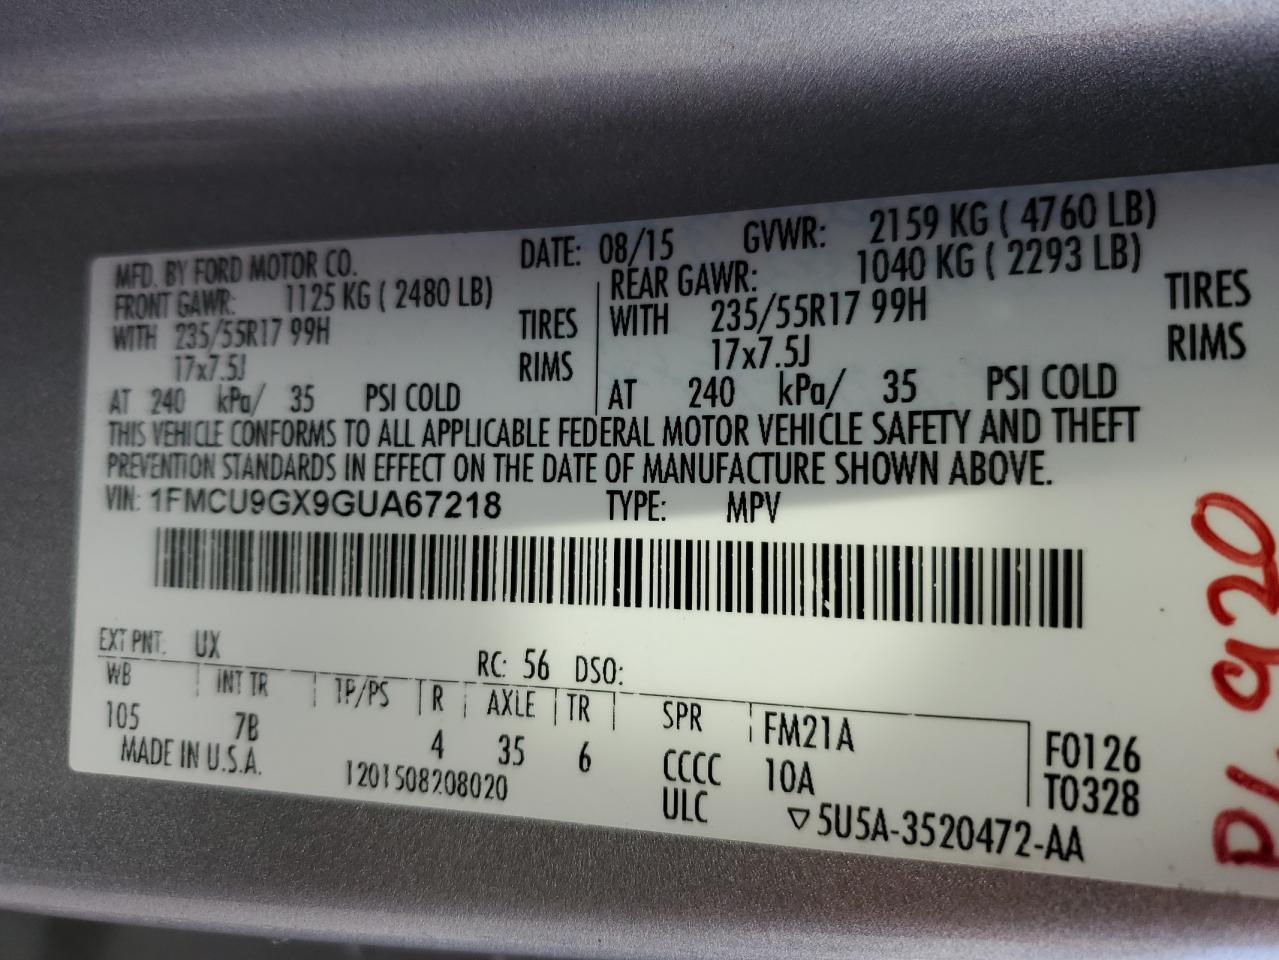 MFD. BY FORD MOTOR CO. DATE: 08/15 GVWR: 2159 KG ( 4760 LB)
FRONT GAWR: 1125 KG ( 2480 LB) REAR GAWR: 1040 KG ( 2293 LB)
WITH 235/55R17 99H TIRES WITH 235/55R17 99H TIRES
17x7.5J RIMS 17x7.5J RIMS
AT 240 kPa/ 35 PSI COLD AT 240 kPa/ 35 PSI COLD
THIS VEHICLE CONFORMS TO ALL APPLICABLE FEDERAL MOTOR VEHICLE SAFETY AND THEFT
PREVENTION STANDARDS IN EFFECT ON THE DATE OF MANUFACTURE SHOWN ABOVE.
VIN: 1FMCU9GX9GUA67218 TYPE: MPV
EXT PNT: UX RC: 56 DSO:
WB INT TR TP/PS R AXLE TR SPR FM21A F0126
105 7B 4 35 6 CCCC 10A T0328
MADE IN U.S.A. 1201508208020 ULC ▽5U5A-3520472-AA
920